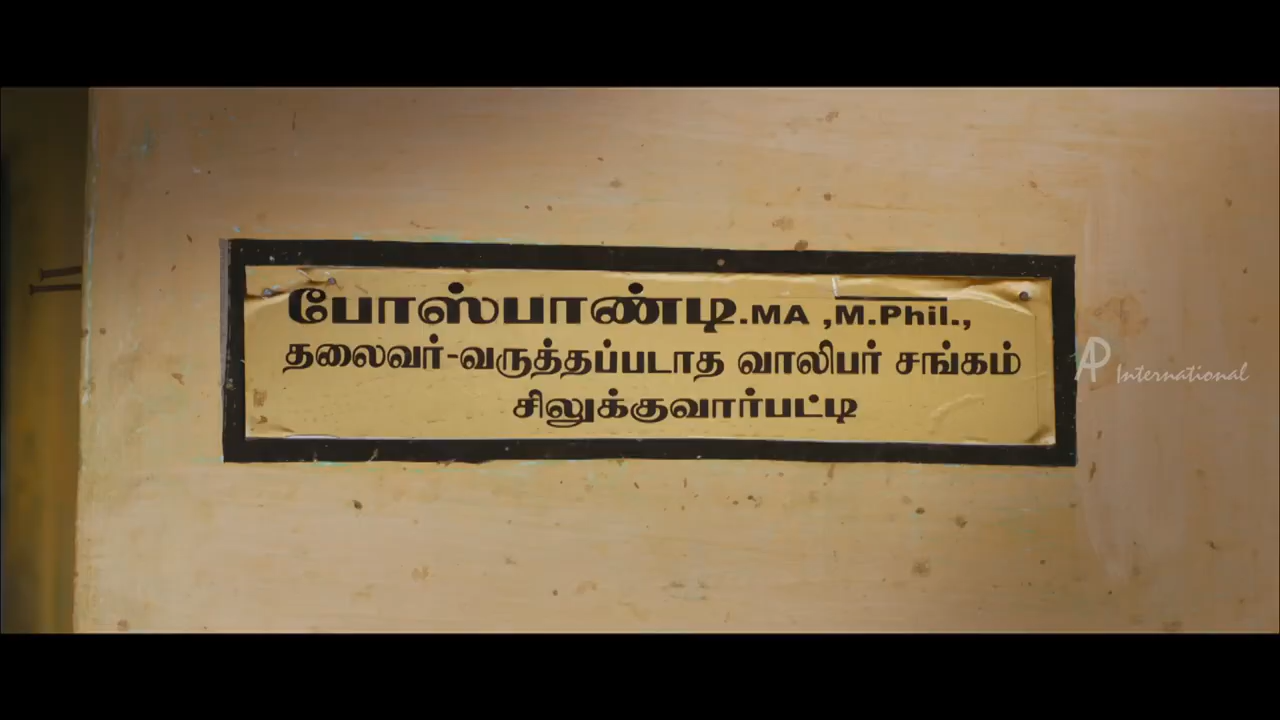 போஸ்பாண்டி.MA ,M.Phil.,
தலைவர்-வருத்தப்படாத வாலிபர் சங்கம்
சிலுக்குவார்பட்டி
AP International